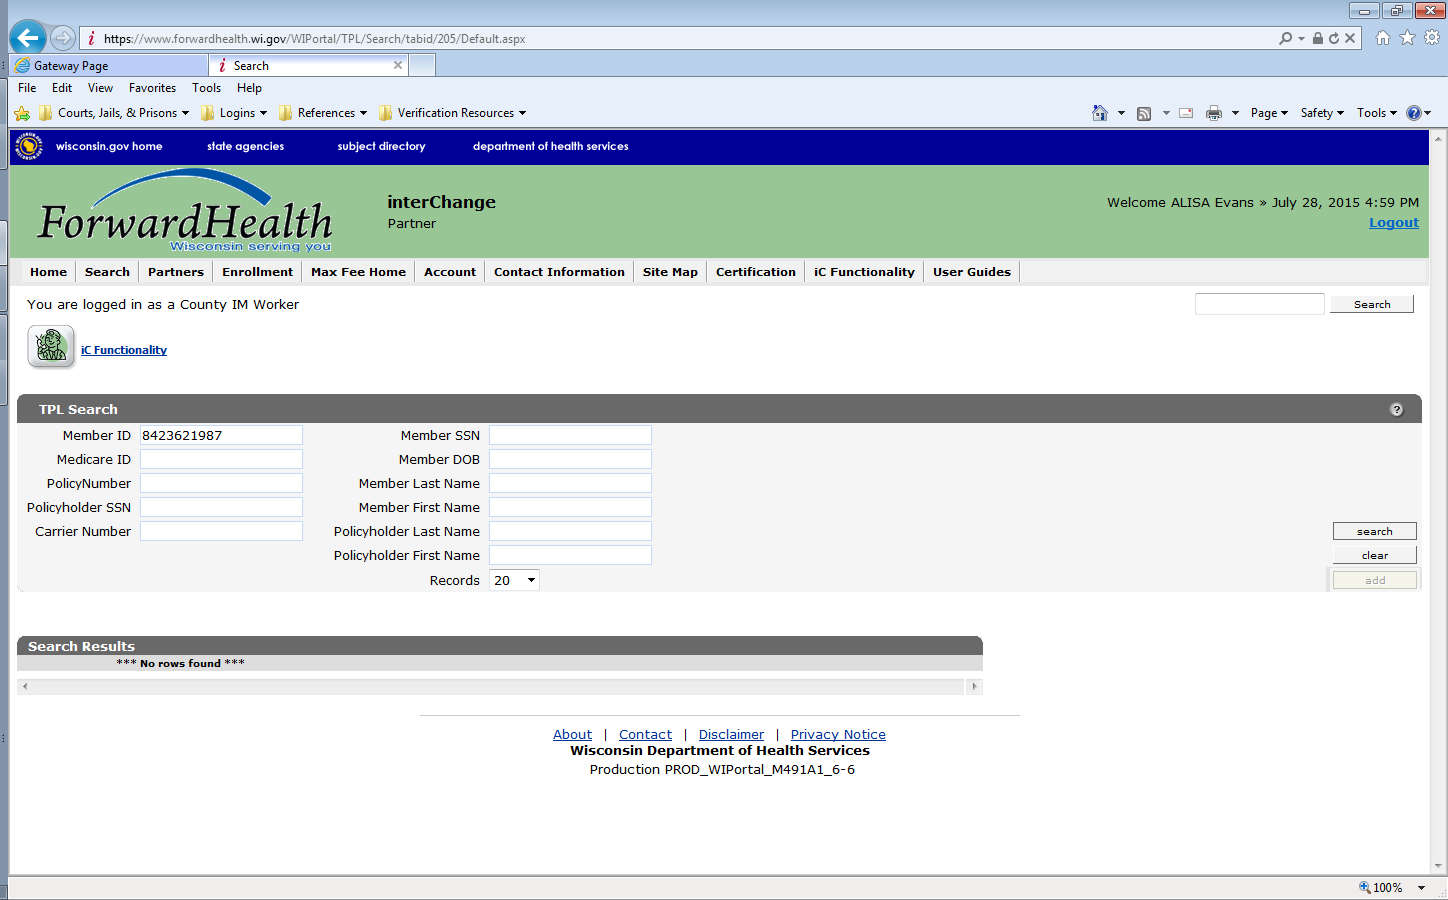 https://www.forwardhealth.wi.gov/WIPortal/TPL/Search/tabid/205/Default.aspx
Gateway Page
Search
File Edit View Favorites Tools Help
Courts, Jails, & Prisons Logins References Verification Resources Page Safety Tools
wisconsin.gov home state agencies subject directory department of health services
ForwardHealth
Wisconsin serving you
interChange
Partner
Welcome ALISA Evans » July 28, 2015 4:59 PM
Logout
Home Search Partners Enrollment Max Fee Home Account Contact Information Site Map Certification iC Functionality User Guides
You are logged in as a County IM Worker
Search
iC Functionality
TPL Search
?
Member ID 8423621987 Member SSN
Medicare ID Member DOB
PolicyNumber Member Last Name
Policyholder SSN Member First Name
Carrier Number Policyholder Last Name search
Policyholder First Name clear
Records 20 add
Search Results
*** No rows found ***
About | Contact | Disclaimer | Privacy Notice
Wisconsin Department of Health Services
Production PROD_WIPortal_M491A1_6-6
100%